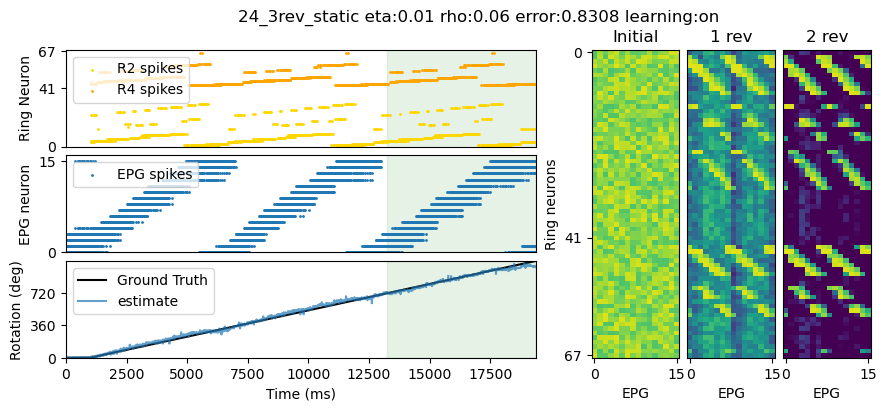 24_3rev_static eta:0.01 rho:0.06 error:0.8308 learning:on
Ring Neuron
67
41
0
R2 spikes
R4 spikes
EPG neuron
15
0
EPG spikes
Rotation (deg)
720
360
0
Ground Truth
estimate
0 2500 5000 7500 10000 12500 15000 17500
Time (ms)
Initial 1 rev 2 rev
Ring neurons
0
41
67
0 15 0 15 0 15
EPG EPG EPG